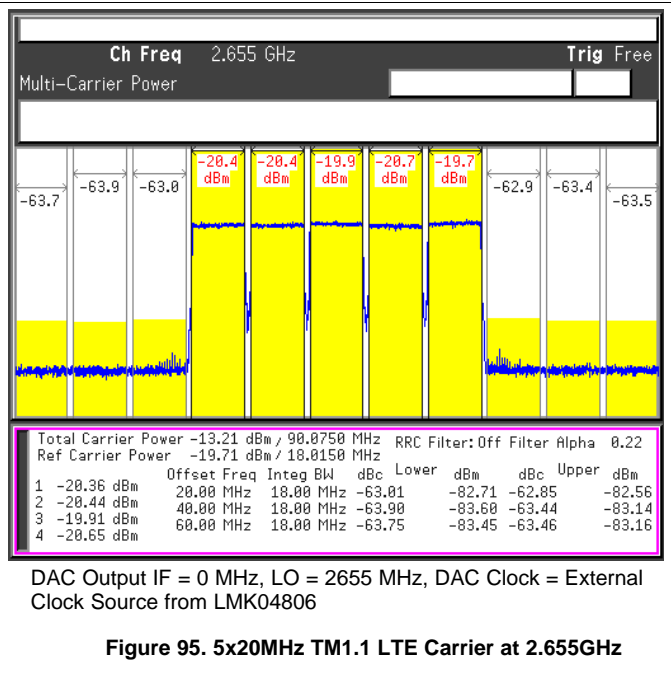 Ch Freq 2.655 GHz Trig Free
Multi-Carrier Power
-63.7 -63.9 -63.0 -20.4 dBm -20.4 dBm -19.9 dBm -20.7 dBm -19.7 dBm -62.9 -63.4 -63.5
Total Carrier Power -13.21 dBm / 90.0750 MHz RRC Filter: Off Filter Alpha 0.22
Ref Carrier Power -19.71 dBm / 18.0150 MHz
Lower Upper
Offset Freq Integ BW dBc dBm dBc dBm
1 -20.36 dBm 20.00 MHz 18.00 MHz -63.01 -82.71 -62.85 -82.56
2 -20.44 dBm 40.00 MHz 18.00 MHz -63.90 -83.60 -63.44 -83.14
3 -19.91 dBm 60.00 MHz 18.00 MHz -63.75 -83.45 -63.46 -83.16
4 -20.65 dBm
DAC Output IF = 0 MHz, LO = 2655 MHz, DAC Clock = External
Clock Source from LMK04806
Figure 95. 5x20MHz TM1.1 LTE Carrier at 2.655GHz